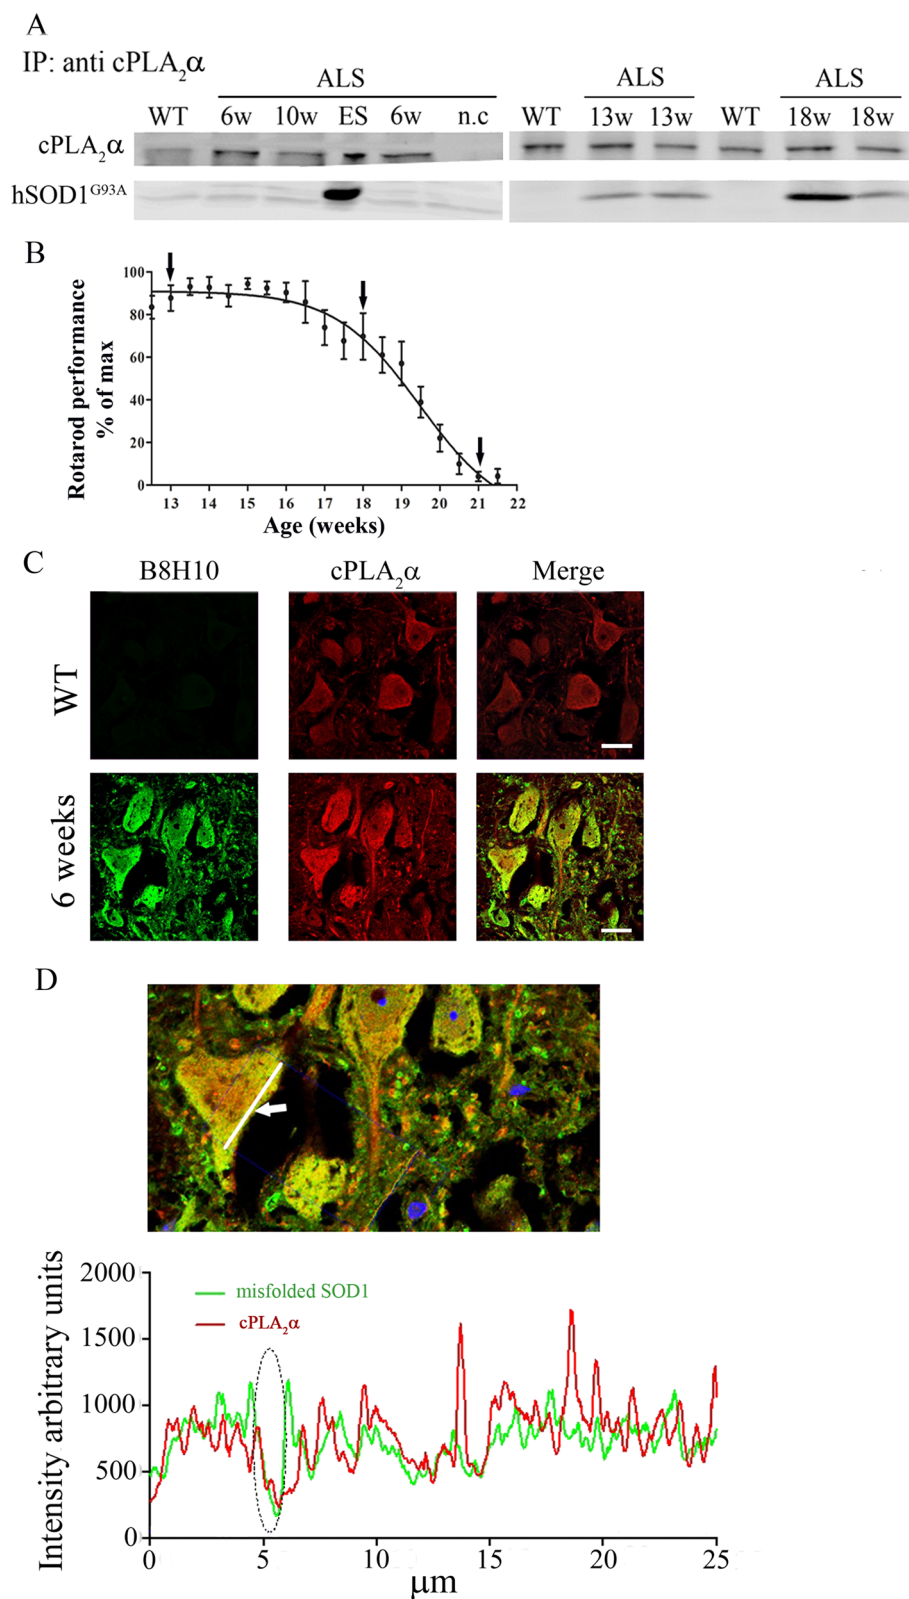 A
IP: anti cPLA₂α
ALS
WT 6w 10w ES 6w n.c
ALS ALS
WT 13w 13w WT 18w 18w
cPLA₂α
hSOD1ᴳ⁹³ᴬ
B
Rotarod performance
% of max
100
80
60
40
20
0
13 14 15 16 17 18 19 20 21 22
Age (weeks)
C
B8H10 cPLA₂α Merge
WT
6 weeks
D
Intensity arbitrary units
2000
1500
1000
500
0
misfolded SOD1
cPLA₂α
0 5 10 15 20 25
µm